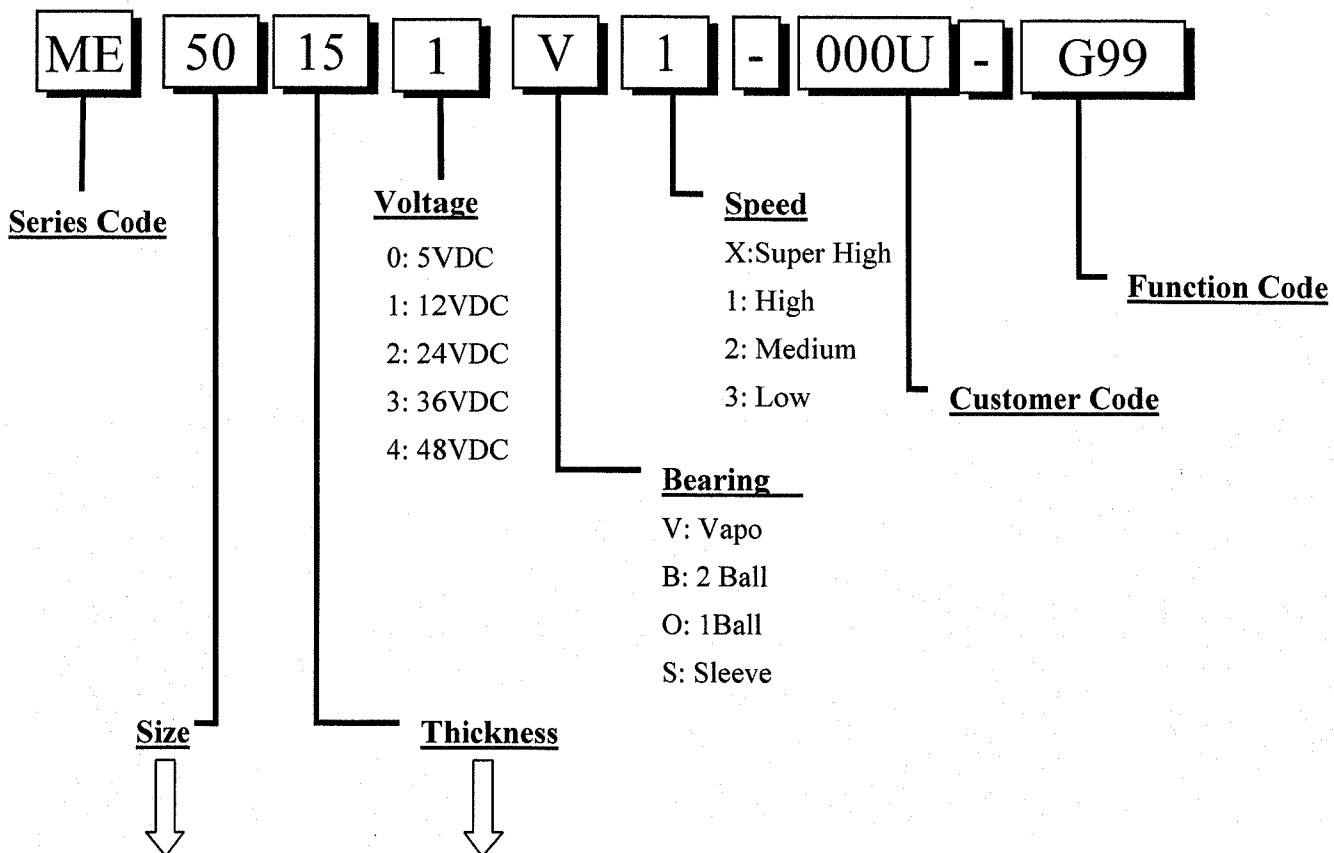 ME 50 15 1 V 1 - 000U - G99
Series Code
Voltage
0: 5VDC
1: 12VDC
2: 24VDC
3: 36VDC
4: 48VDC
Speed
X:Super High
1: High
2: Medium
3: Low
Function Code
Customer Code
Bearing
V: Vapo
B: 2 Ball
O: 1Ball
S: Sleeve
Size
Thickness